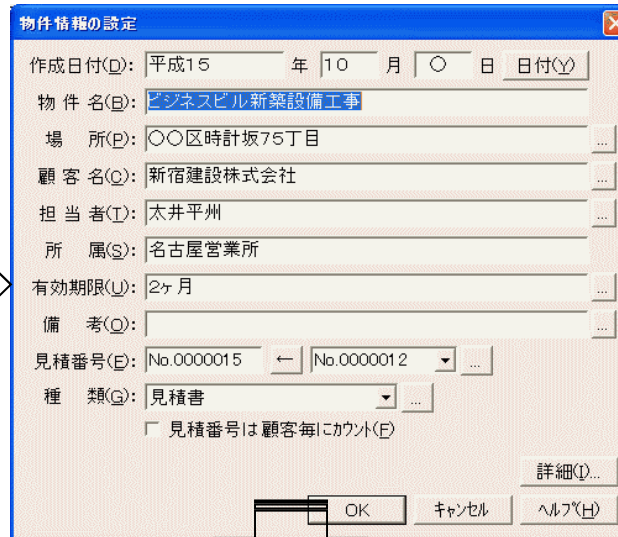 物件情報の設定
作成日付(D): 平成15 年 10 月 ○ 日 日付(Y)
物 件 名(B): ビジネスビル新築設備工事
場 所(P): 〇〇区時計坂75丁目 ...
顧 客 名(C): 新宿建設株式会社 ...
担 当 者(T): 太井平州 ...
所 属(S): 名古屋営業所
有効期限(U): 2ヶ月 ...
備 考(O): ...
見積番号(E): No.0000015 ← No.0000012 ...
種 類(G): 見積書 ...
見積番号は顧客毎にカウント(F)
詳細(I)...
OK キャンセル ヘルプ(H)